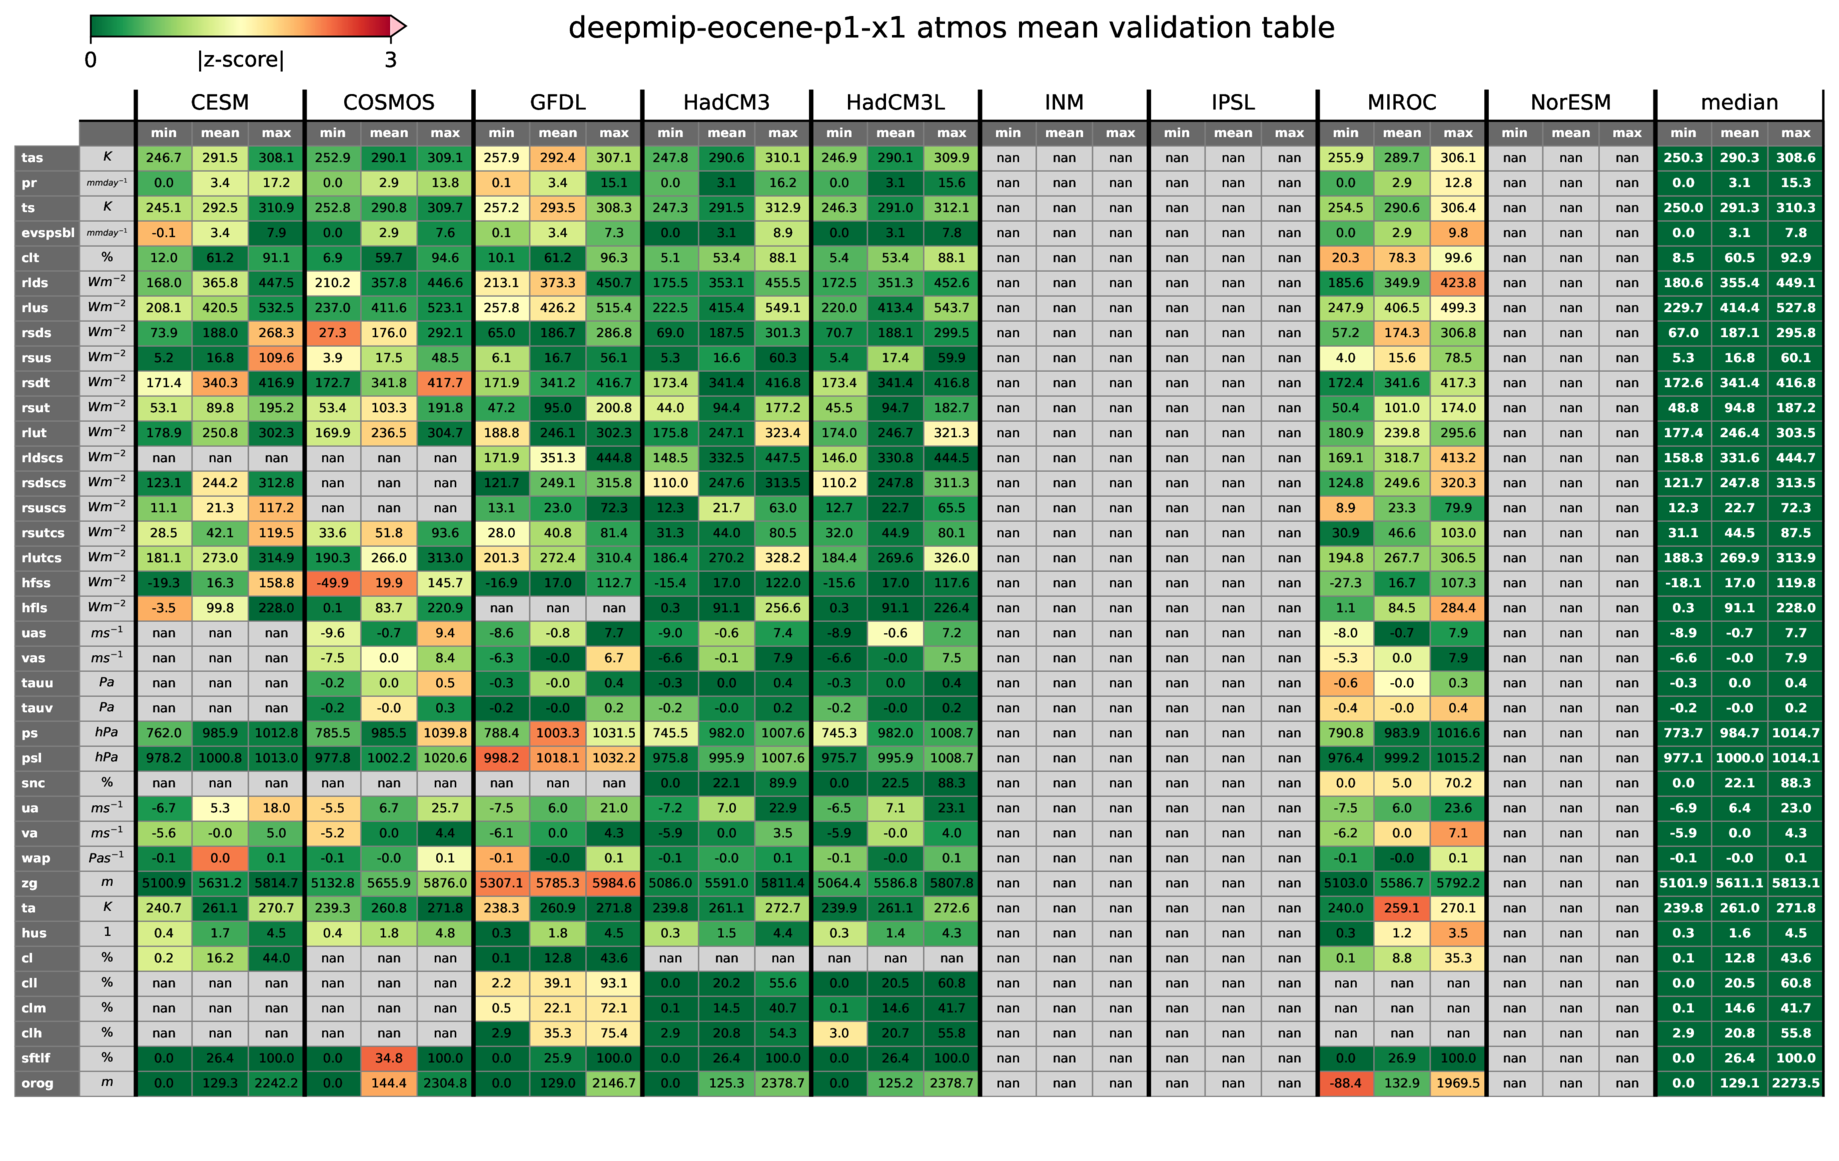 deepmip-eocene-p1-x1 atmos mean validation table
0 |z-score| 3
CESM COSMOS GFDL HadCM3 HadCM3L INM IPSL MIROC NorESM median
min mean max min mean max min mean max min mean max min mean max min mean max min mean max min mean max min mean max min mean max
tas K 246.7 291.5 308.1 252.9 290.1 309.1 257.9 292.4 307.1 247.8 290.6 310.1 246.9 290.1 309.9 nan nan nan nan nan nan 255.9 289.7 306.1 nan nan nan 250.3 290.3 308.6
pr mmday⁻¹ 0.0 3.4 17.2 0.0 2.9 13.8 0.1 3.4 15.1 0.0 3.1 16.2 0.0 3.1 15.6 nan nan nan nan nan nan 0.0 2.9 12.8 nan nan nan 0.0 3.1 15.3
ts K 245.1 292.5 310.9 252.8 290.8 309.7 257.2 293.5 308.3 247.3 291.5 312.9 246.3 291.0 312.1 nan nan nan nan nan nan 254.5 290.6 306.4 nan nan nan 250.0 291.3 310.3
evspsbl mmday⁻¹ -0.1 3.4 7.9 0.0 2.9 7.6 0.1 3.4 7.3 0.0 3.1 8.9 0.0 3.1 7.8 nan nan nan nan nan nan 0.0 2.9 9.8 nan nan nan 0.0 3.1 7.8
clt % 12.0 61.2 91.1 6.9 59.7 94.6 10.1 61.2 96.3 5.1 53.4 88.1 5.4 53.4 88.1 nan nan nan nan nan nan 20.3 78.3 99.6 nan nan nan 8.5 60.5 92.9
rlds Wm⁻² 168.0 365.8 447.5 210.2 357.8 446.6 213.1 373.3 450.7 175.5 353.1 455.5 172.5 351.3 452.6 nan nan nan nan nan nan 185.6 349.9 423.8 nan nan nan 180.6 355.4 449.1
rlus Wm⁻² 208.1 420.5 532.5 237.0 411.6 523.1 257.8 426.2 515.4 222.5 415.4 549.1 220.0 413.4 543.7 nan nan nan nan nan nan 247.9 406.5 499.3 nan nan nan 229.7 414.4 527.8
rsds Wm⁻² 73.9 188.0 268.3 27.3 176.0 292.1 65.0 186.7 286.8 69.0 187.5 301.3 70.7 188.1 299.5 nan nan nan nan nan nan 57.2 174.3 306.8 nan nan nan 67.0 187.1 295.8
rsus Wm⁻² 5.2 16.8 109.6 3.9 17.5 48.5 6.1 16.7 56.1 5.3 16.6 60.3 5.4 17.4 59.9 nan nan nan nan nan nan 4.0 15.6 78.5 nan nan nan 5.3 16.8 60.1
rsdt Wm⁻² 171.4 340.3 416.9 172.7 341.8 417.7 171.9 341.2 416.7 173.4 341.4 416.8 173.4 341.4 416.8 nan nan nan nan nan nan 172.4 341.6 417.3 nan nan nan 172.6 341.4 416.8
rsut Wm⁻² 53.1 89.8 195.2 53.4 103.3 191.8 47.2 95.0 200.8 44.0 94.4 177.2 45.5 94.7 182.7 nan nan nan nan nan nan 50.4 101.0 174.0 nan nan nan 48.8 94.8 187.2
rlut Wm⁻² 178.9 250.8 302.3 169.9 236.5 304.7 188.8 246.1 302.3 175.8 247.1 323.4 174.0 246.7 321.3 nan nan nan nan nan nan 180.9 239.8 295.6 nan nan nan 177.4 246.4 303.5
rldscs Wm⁻² nan nan nan nan nan nan 171.9 351.3 444.8 148.5 332.5 447.5 146.0 330.8 444.5 nan nan nan nan nan nan 169.1 318.7 413.2 nan nan nan 158.8 331.6 444.7
rsdscs Wm⁻² 123.1 244.2 312.8 nan nan nan 121.7 249.1 315.8 110.0 247.6 313.5 110.2 247.8 311.3 nan nan nan nan nan nan 124.8 249.6 320.3 nan nan nan 121.7 247.8 313.5
rsuscs Wm⁻² 11.1 21.3 117.2 nan nan nan 13.1 23.0 72.3 12.3 21.7 63.0 12.7 22.7 65.5 nan nan nan nan nan nan 8.9 23.3 79.9 nan nan nan 12.3 22.7 72.3
rsutcs Wm⁻² 28.5 42.1 119.5 33.6 51.8 93.6 28.0 40.8 81.4 31.3 44.0 80.5 32.0 44.9 80.1 nan nan nan nan nan nan 30.9 46.6 103.0 nan nan nan 31.1 44.5 87.5
rlutcs Wm⁻² 181.1 273.0 314.9 190.3 266.0 313.0 201.3 272.4 310.4 186.4 270.2 328.2 184.4 269.6 326.0 nan nan nan nan nan nan 194.8 267.7 306.5 nan nan nan 188.3 269.9 313.9
hfss Wm⁻² -19.3 16.3 158.8 -49.9 19.9 145.7 -16.9 17.0 112.7 -15.4 17.0 122.0 -15.6 17.0 117.6 nan nan nan nan nan nan -27.3 16.7 107.3 nan nan nan -18.1 17.0 119.8
hfls Wm⁻² -3.5 99.8 228.0 0.1 83.7 220.9 nan nan nan 0.3 91.1 256.6 0.3 91.1 226.4 nan nan nan nan nan nan 1.1 84.5 284.4 nan nan nan 0.3 91.1 228.0
uas ms⁻¹ nan nan nan -9.6 -0.7 9.4 -8.6 -0.8 7.7 -9.0 -0.6 7.4 -8.9 -0.6 7.2 nan nan nan nan nan nan -8.0 -0.7 7.9 nan nan nan -8.9 -0.7 7.7
vas ms⁻¹ nan nan nan -7.5 0.0 8.4 -6.3 -0.0 6.7 -6.6 -0.1 7.9 -6.6 -0.0 7.5 nan nan nan nan nan nan -5.3 0.0 7.9 nan nan nan -6.6 -0.0 7.9
tauu Pa nan nan nan -0.2 0.0 0.5 -0.3 -0.0 0.4 -0.3 0.0 0.4 -0.3 0.0 0.4 nan nan nan nan nan nan -0.6 -0.0 0.3 nan nan nan -0.3 0.0 0.4
tauv Pa nan nan nan -0.2 -0.0 0.3 -0.2 -0.0 0.2 -0.2 -0.0 0.2 -0.2 -0.0 0.2 nan nan nan nan nan nan -0.4 -0.0 0.4 nan nan nan -0.2 -0.0 0.2
ps hPa 762.0 985.9 1012.8 785.5 985.5 1039.8 788.4 1003.3 1031.5 745.5 982.0 1007.6 745.3 982.0 1008.7 nan nan nan nan nan nan 790.8 983.9 1016.6 nan nan nan 773.7 984.7 1014.7
psl hPa 978.2 1000.8 1013.0 977.8 1002.2 1020.6 998.2 1018.1 1032.2 975.8 995.9 1007.6 975.7 995.9 1008.7 nan nan nan nan nan nan 976.4 999.2 1015.2 nan nan nan 977.1 1000.0 1014.1
snc % nan nan nan nan nan nan nan nan nan 0.0 22.1 89.9 0.0 22.5 88.3 nan nan nan nan nan nan 0.0 5.0 70.2 nan nan nan 0.0 22.1 88.3
ua ms⁻¹ -6.7 5.3 18.0 -5.5 6.7 25.7 -7.5 6.0 21.0 -7.2 7.0 22.9 -6.5 7.1 23.1 nan nan nan nan nan nan -7.5 6.0 23.6 nan nan nan -6.9 6.4 23.0
va ms⁻¹ -5.6 -0.0 5.0 -5.2 0.0 4.4 -6.1 0.0 4.3 -5.9 0.0 3.5 -5.9 -0.0 4.0 nan nan nan nan nan nan -6.2 0.0 7.1 nan nan nan -5.9 0.0 4.3
wap Pas⁻¹ -0.1 0.0 0.1 -0.1 -0.0 0.1 -0.1 -0.0 0.1 -0.1 -0.0 0.1 -0.1 -0.0 0.1 nan nan nan nan nan nan -0.1 -0.0 0.1 nan nan nan -0.1 -0.0 0.1
zg m 5100.9 5631.2 5814.7 5132.8 5655.9 5876.0 5307.1 5785.3 5984.6 5086.0 5591.0 5811.4 5064.4 5586.8 5807.8 nan nan nan nan nan nan 5103.0 5586.7 5792.2 nan nan nan 5101.9 5611.1 5813.1
ta K 240.7 261.1 270.7 239.3 260.8 271.8 238.3 260.9 271.8 239.8 261.1 272.7 239.9 261.1 272.6 nan nan nan nan nan nan 240.0 259.1 270.1 nan nan nan 239.8 261.0 271.8
hus 1 0.4 1.7 4.5 0.4 1.8 4.8 0.3 1.8 4.5 0.3 1.5 4.4 0.3 1.4 4.3 nan nan nan nan nan nan 0.3 1.2 3.5 nan nan nan 0.3 1.6 4.5
cl % 0.2 16.2 44.0 nan nan nan 0.1 12.8 43.6 nan nan nan nan nan nan nan nan nan nan nan nan 0.1 8.8 35.3 nan nan nan 0.1 12.8 43.6
cll % nan nan nan nan nan nan 2.2 39.1 93.1 0.0 20.2 55.6 0.0 20.5 60.8 nan nan nan nan nan nan nan nan nan nan nan nan 0.0 20.5 60.8
clm % nan nan nan nan nan nan 0.5 22.1 72.1 0.1 14.5 40.7 0.1 14.6 41.7 nan nan nan nan nan nan nan nan nan nan nan nan 0.1 14.6 41.7
clh % nan nan nan nan nan nan 2.9 35.3 75.4 2.9 20.8 54.3 3.0 20.7 55.8 nan nan nan nan nan nan nan nan nan nan nan nan 2.9 20.8 55.8
sftlf % 0.0 26.4 100.0 0.0 34.8 100.0 0.0 25.9 100.0 0.0 26.4 100.0 0.0 26.4 100.0 nan nan nan nan nan nan 0.0 26.9 100.0 nan nan nan 0.0 26.4 100.0
orog m 0.0 129.3 2242.2 0.0 144.4 2304.8 0.0 129.0 2146.7 0.0 125.3 2378.7 0.0 125.2 2378.7 nan nan nan nan nan nan -88.4 132.9 1969.5 nan nan nan 0.0 129.1 2273.5